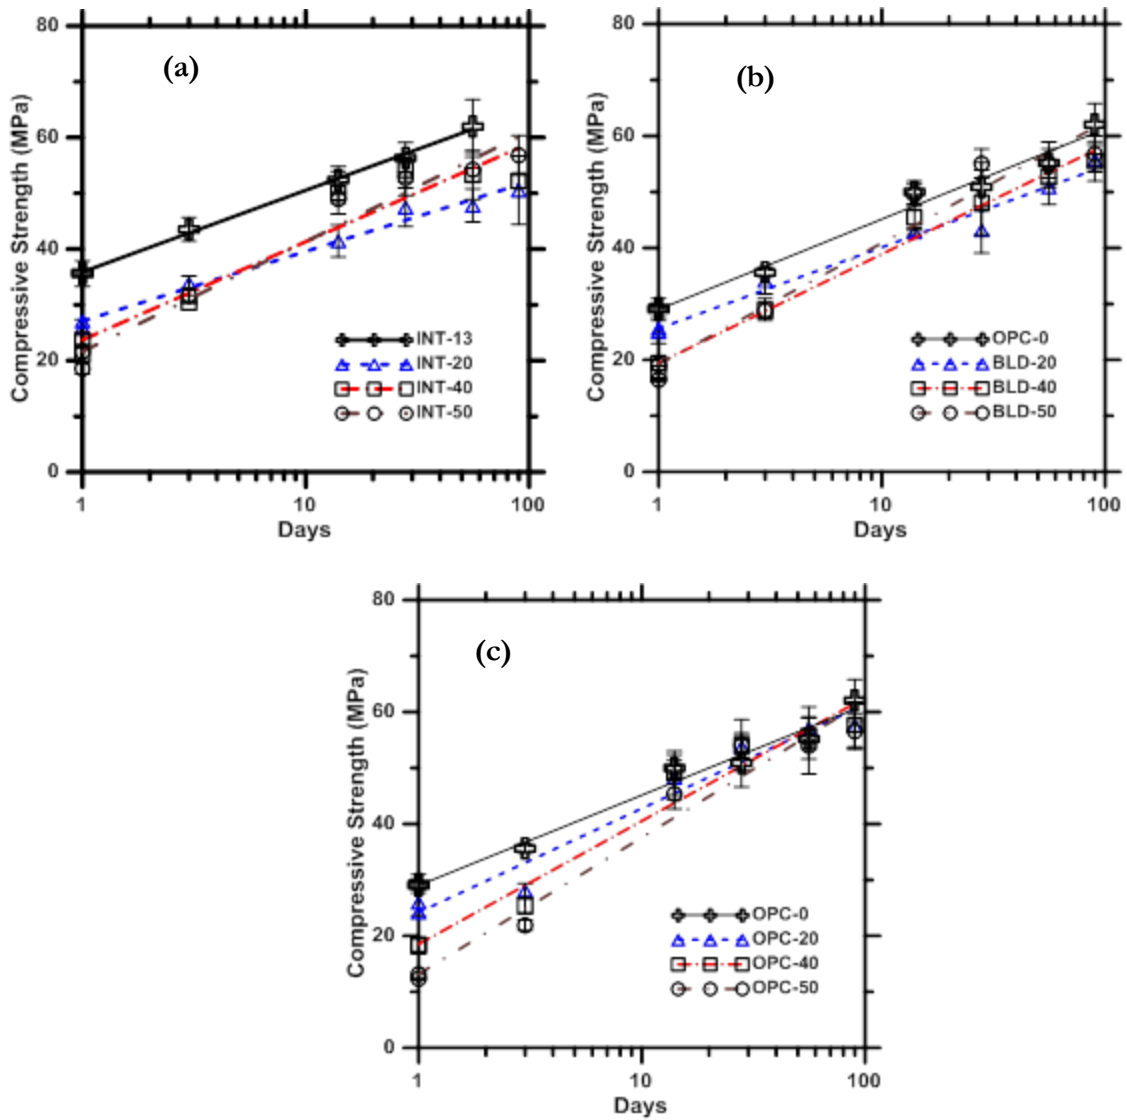 (a)
Compressive Strength (MPa)
80
60
40
20
0
INT-13
INT-20
INT-40
INT-50
1
10
100
Days
(b)
Compressive Strength (MPa)
80
60
40
20
0
OPC-0
BLD-20
BLD-40
BLD-50
1
10
100
Days
(c)
Compressive Strength (MPa)
80
60
40
20
0
OPC-0
OPC-20
OPC-40
OPC-50
1
10
100
Days